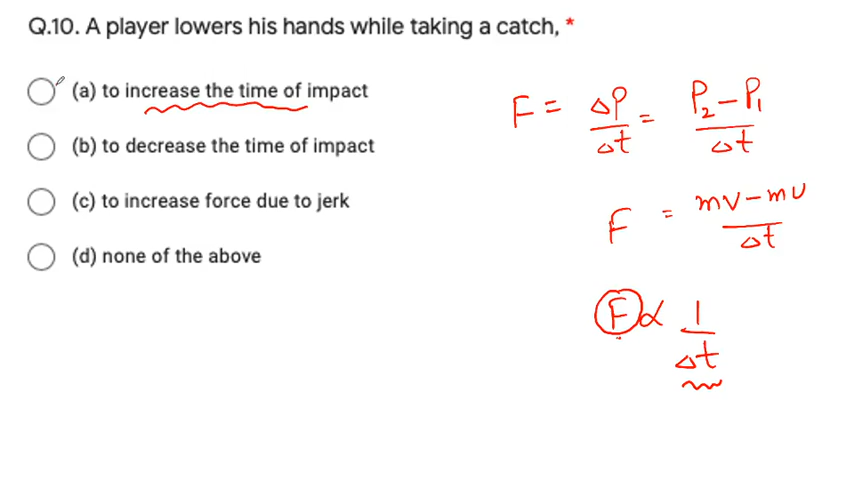 Q.10. A player lowers his hands while taking a catch, *
(a) to increase the time of impact
(b) to decrease the time of impact
(c) to increase force due to jerk
(d) none of the above
F = ΔP/Δt = P₂-P₁/Δt
F = mv-mu/Δt
F ∝ 1/Δt